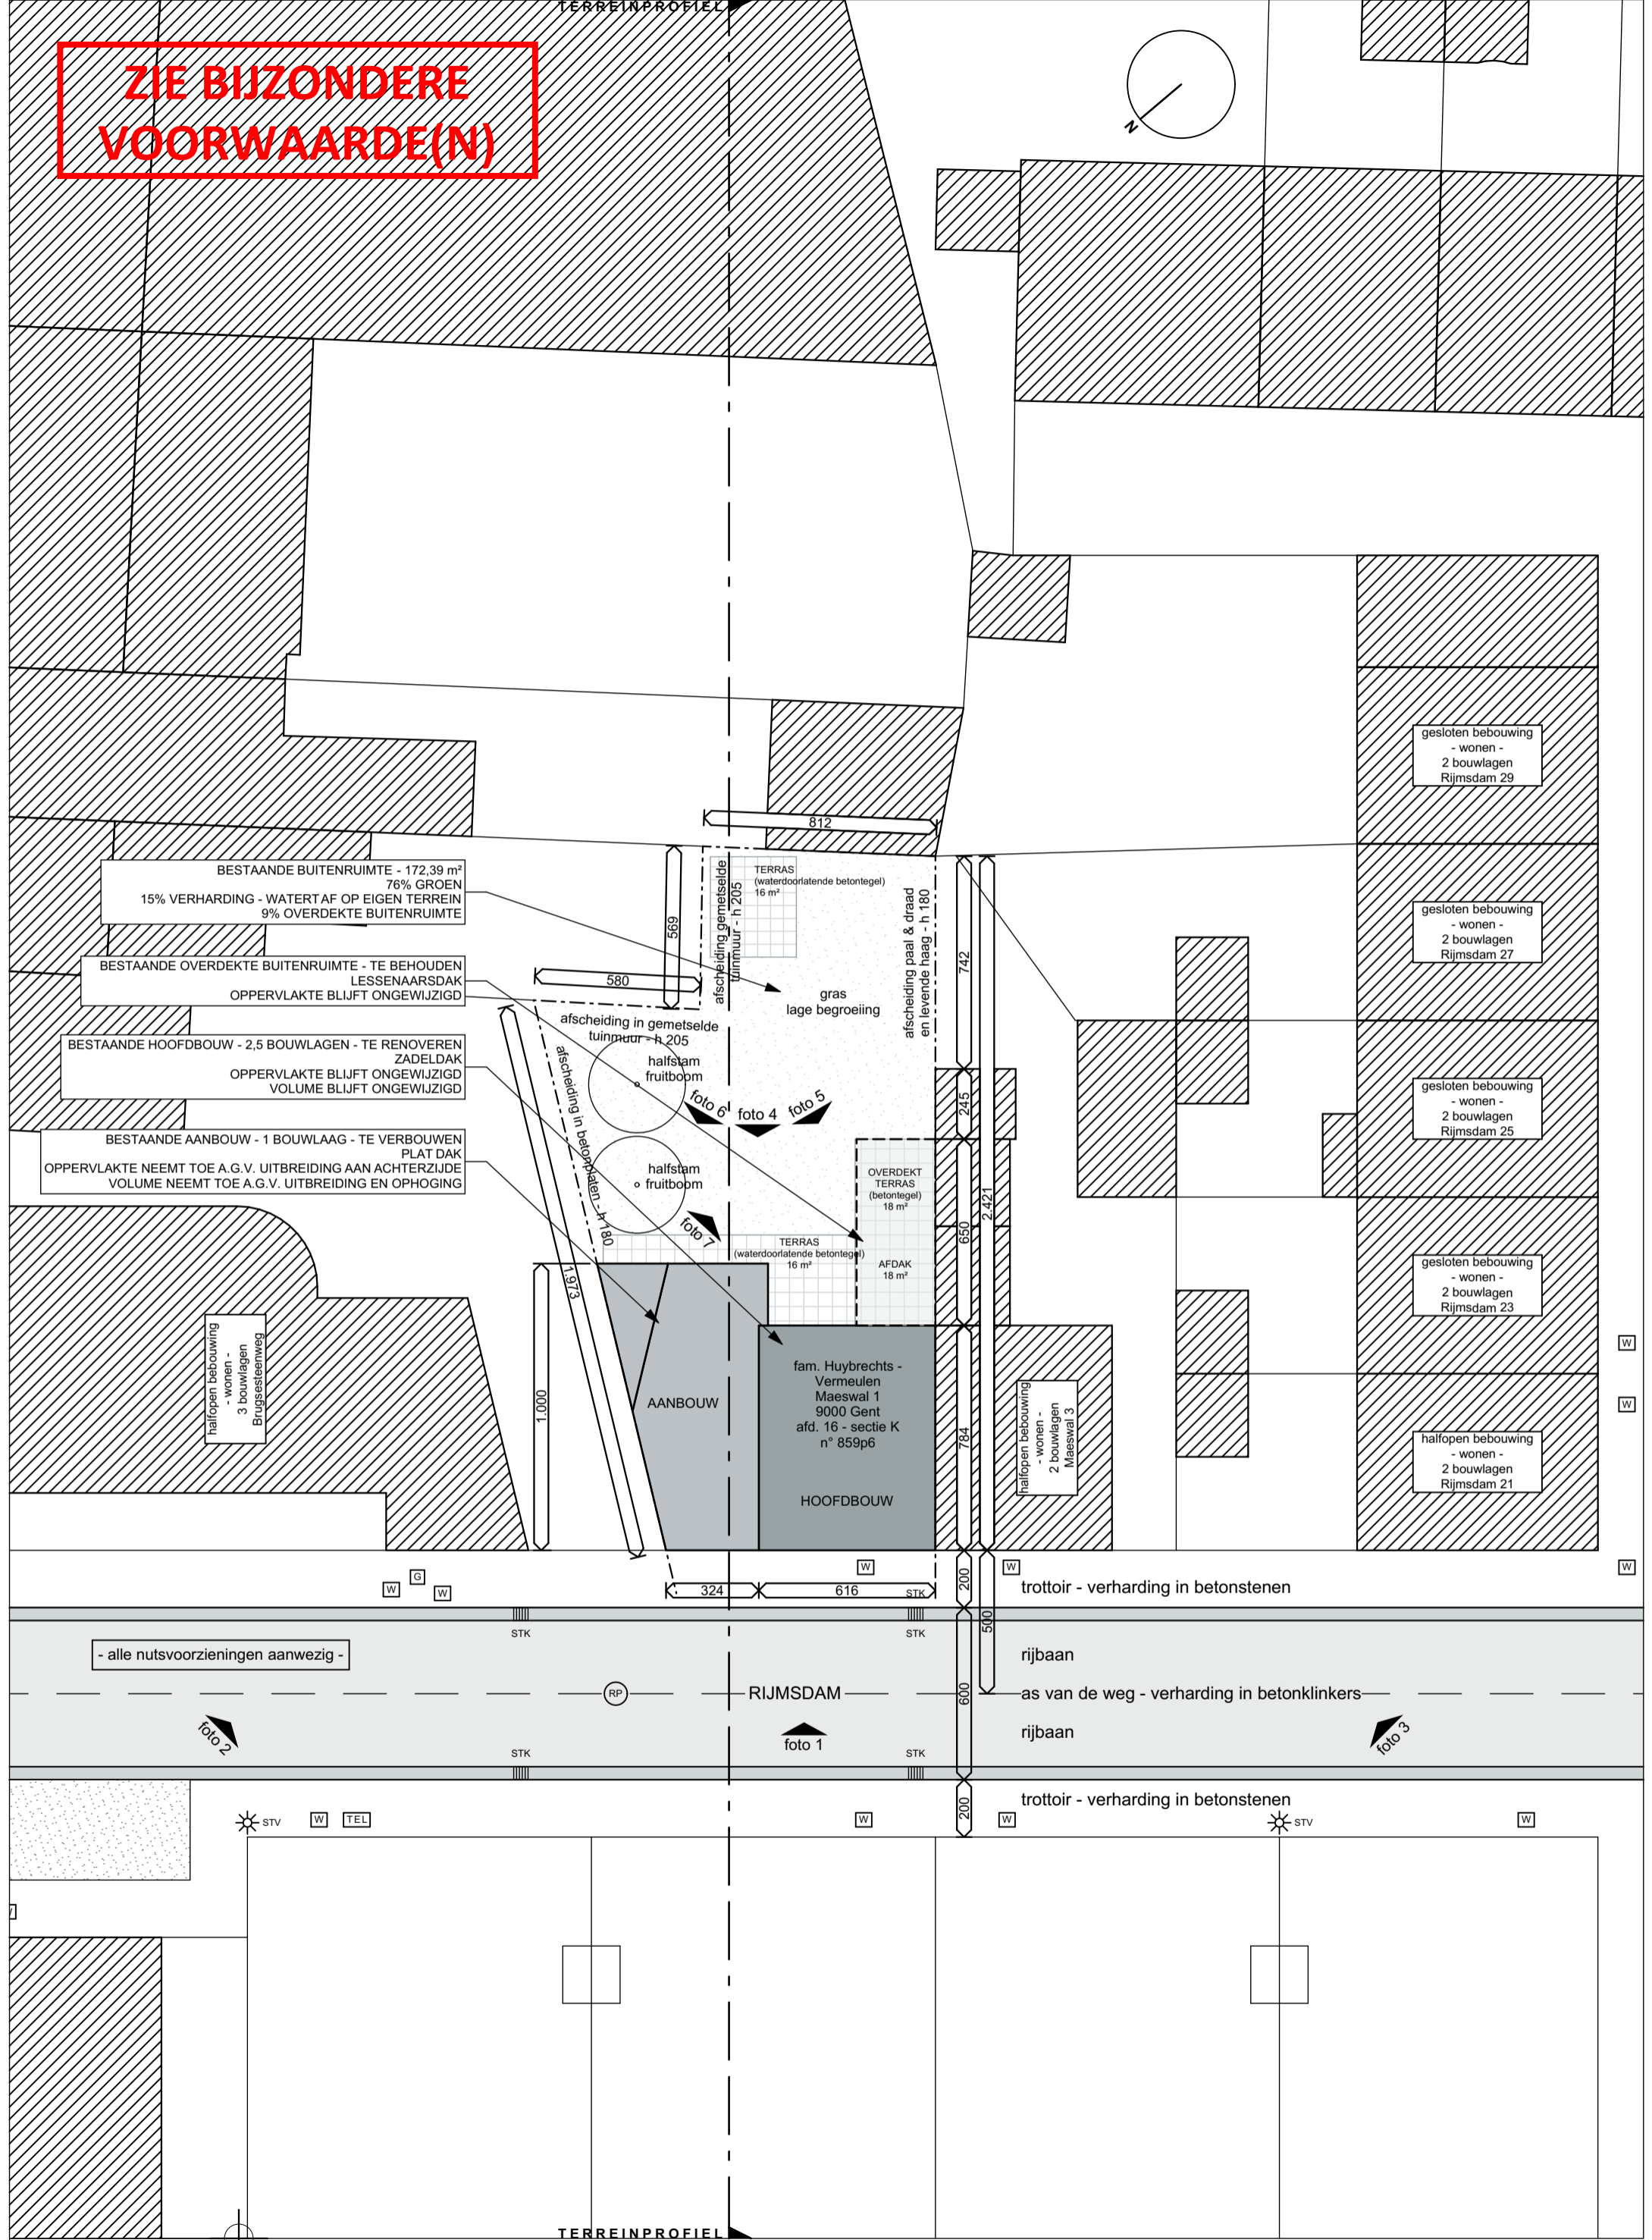 TERREINPROFIEL
ZIE BIJZONDERE
VOORWAARDE(N)
N
gesloten bebouwing
- wonen -
2 bouwlagen
Rijmsdam 29
812
BESTAANDE BUITENRUIMTE - 172,39 m²
76% GROEN
15% VERHARDING - WATERTAF OP EIGEN TERREIN
9% OVERDEKTE BUITENRUIMTE
569
afscheiding gemetselde
tuinmuur - h 205
TERRAS
(waterdoorlatende betontegel)
16 m²
afscheiding paal & draad
en levende haag - h 180
742
gesloten bebouwing
- wonen -
2 bouwlagen
Rijmsdam 27
BESTAANDE OVERDEKTE BUITENRUIMTE - TE BEHOUDEN
LESSENAARSDAK
OPPERVLAKTE BLIJFT ONGEWIJZIGD
580
gras
lage begroeiing
afscheiding in gemetselde
tuinmuur - h 205
BESTAANDE HOOFDBOUW - 2,5 BOUWLAGEN - TE RENOVEREN
ZADELDAK
OPPERVLAKTE BLIJFT ONGEWIJZIGD
VOLUME BLIJFT ONGEWIJZIGD
afscheiding in betonplaten - h 180
halfstam
fruitboom
foto 6
foto 4
foto 5
245
gesloten bebouwing
- wonen -
2 bouwlagen
Rijmsdam 25
BESTAANDE AANBOUW - 1 BOUWLAAG - TE VERBOUWEN
PLAT DAK
OPPERVLAKTE NEEMT TOE A.G.V. UITBREIDING AAN ACHTERZIJDE
VOLUME NEEMT TOE A.G.V. UITBREIDING EN OPHOGING
halfstam
fruitboom
OVERDEKT
TERRAS
(betontegel)
18 m²
2.421
foto 7
650
TERRAS
(waterdoorlatende betontegel)
16 m²
AFDAK
18 m²
1.973
gesloten bebouwing
- wonen -
2 bouwlagen
Rijmsdam 23
halfopen bebouwing
- wonen -
3 bouwlagen
Brugsesteenweg
1.000
AANBOUW
fam. Huybrechts -
Vermeulen
Maeswal 1
9000 Gent
afd. 16 - sectie K
n° 859p6
HOOFDBOUW
784
halfopen bebouwing
- wonen -
2 bouwlagen
Maeswal 3
halfopen bebouwing
- wonen -
2 bouwlagen
Rijmsdam 21
W
W
W
G
W
W
W
W
324
616
STK
200
trottoir - verharding in betonstenen
STK
STK
500
- alle nutsvoorzieningen aanwezig -
rijbaan
RP
RIJMSDAM
600
as van de weg - verharding in betonklinkers
foto 2
foto 1
rijbaan
foto 3
STK
STK
200
trottoir - verharding in betonstenen
STV
W
TEL
W
W
STV
W
TERREINPROFIEL